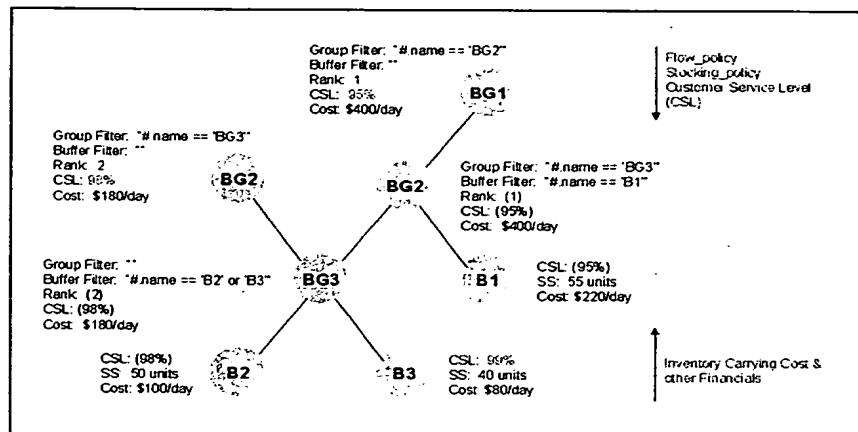 Group Filter: "#.name == 'BG2'"
Buffer Filter: ""
Rank: 1
CSL: 95%
Cost: $400/day
BG1
Flow_policy
Stocking_policy
Customer Service Level
(CSL)
Group Filter: "#.name == 'BG3'"
Buffer Filter: ""
Rank: 2
CSL: 98%
Cost: $180/day
BG2
BG2
Group Filter: "#.name == 'BG3'"
Buffer Filter: "#.name == 'B1'"
Rank: (1)
CSL: (95%)
Cost: $400/day
Group Filter: ""
Buffer Filter: "#.name == 'B2' or 'B3'"
Rank: (2)
CSL: (98%)
Cost: $180/day
BG3
B1
CSL: (95%)
SS: 55 units
Cost: $220/day
CSL: (98%)
SS: 50 units
Cost: $100/day
B2
B3
CSL: 99%
SS: 40 units
Cost: $80/day
Inventory Carrying Cost &
other Financials